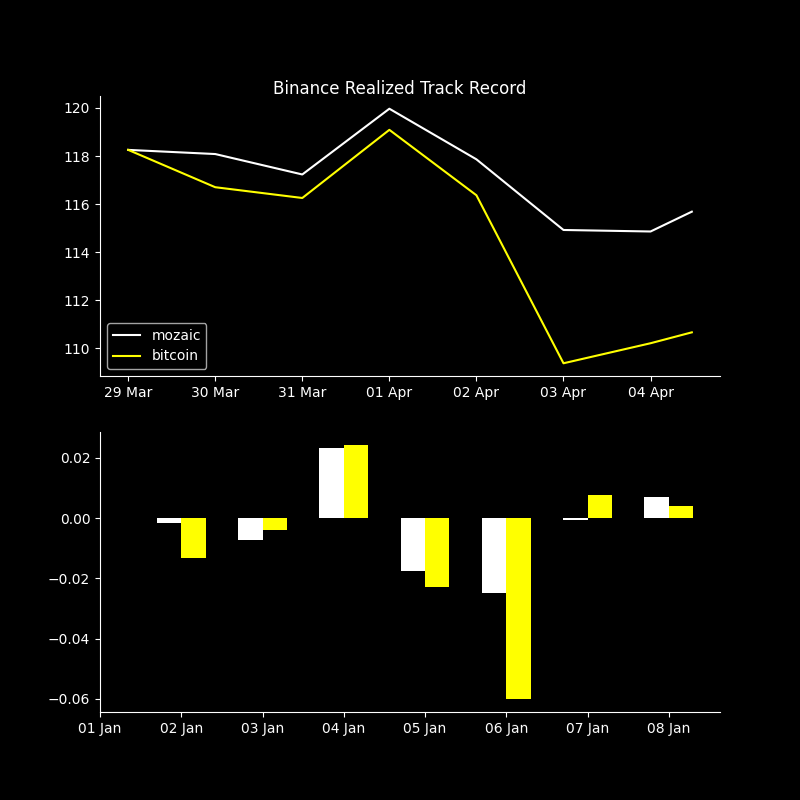 Binance Realized Track Record
120
118
116
114
112
110
mozaic
bitcoin
29 Mar 30 Mar 31 Mar 01 Apr 02 Apr 03 Apr 04 Apr
0.02
0.00
−0.02
−0.04
−0.06
01 Jan 02 Jan 03 Jan 04 Jan 05 Jan 06 Jan 07 Jan 08 Jan